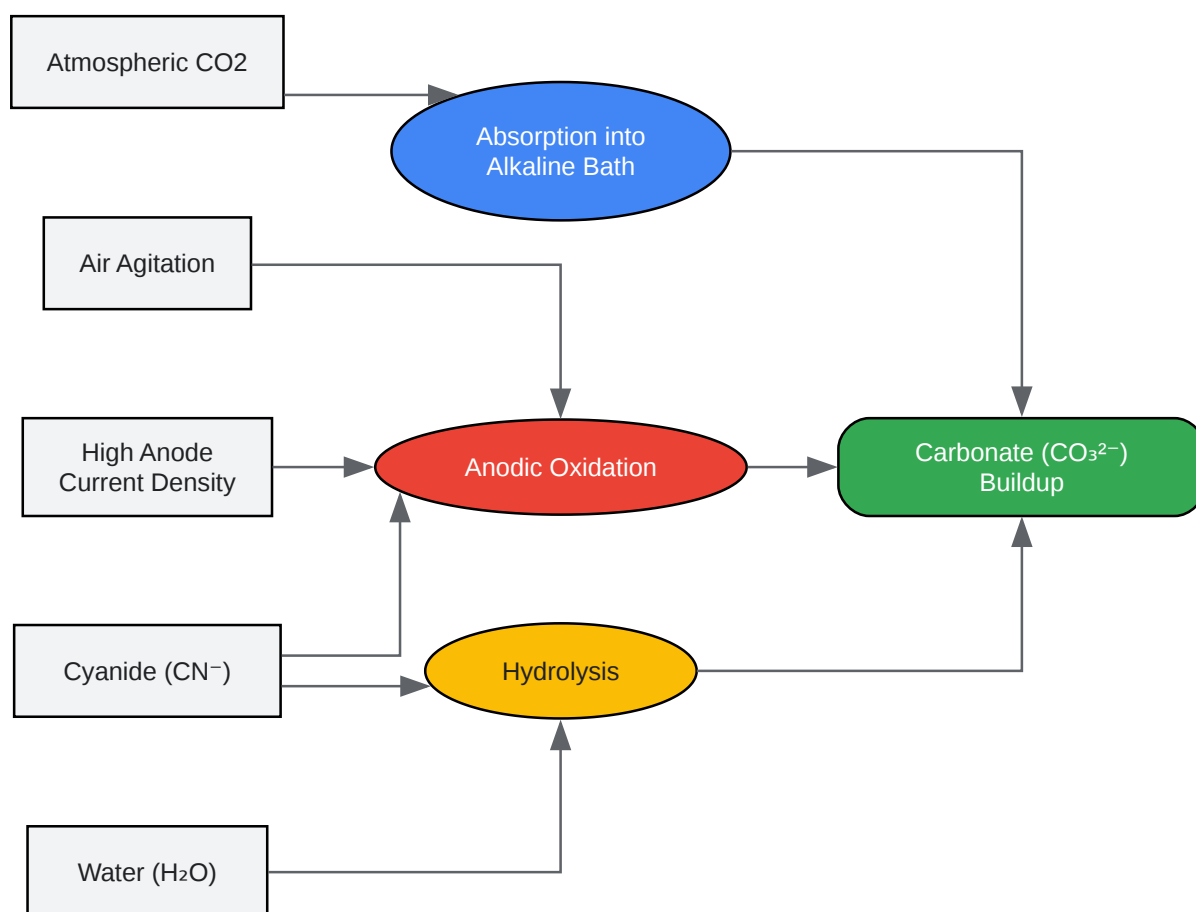 Atmospheric CO2
Absorption into
Alkaline Bath
Air Agitation
High Anode
Current Density
Anodic Oxidation
Carbonate (CO₃²⁻)
Buildup
Cyanide (CN⁻)
Hydrolysis
Water (H₂O)